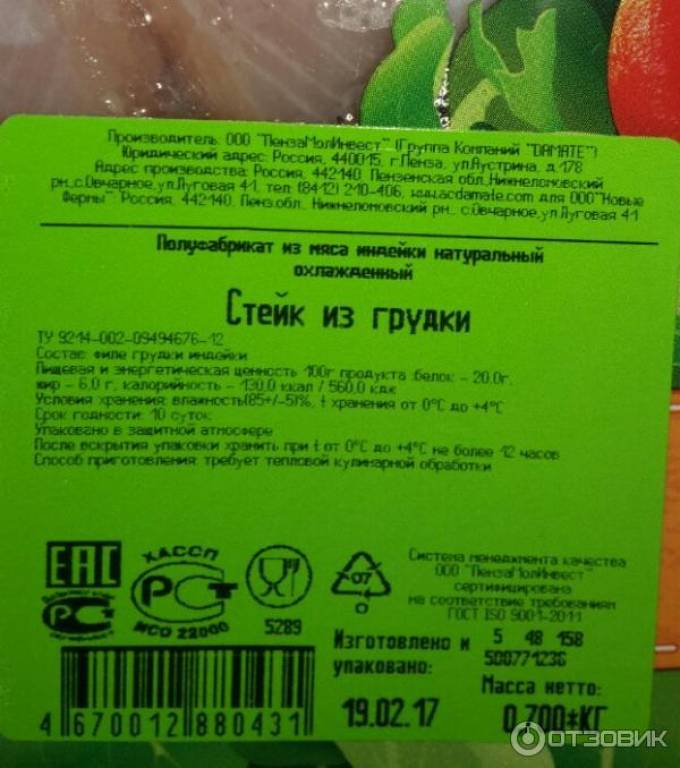 Производитель: ООО "ПензаМолИнвест" (Группа Компаний "DAMATE")
Юридический адрес: Россия, 440015, г.Пенза, ул.Аустрина, д.178
Адрес производства: Россия, 442140, Пензенская обл.,Нижнеломовский
рн.,с.Овчарное,ул.Луговая 41, тел: (8412) 210-406, www.acdamate.com для ООО"Новые
Фермы" Россия, 442140, Пенз.обл., Нижнеломовский рн., с.Овчарное,ул.Луговая 41
Полуфабрикат из мяса индейки натуральный
охлажденный
Стейк из грудки
ТУ 9214-002-09494676-12
Состав: филе грудки индейки
Пищевая и энергетическая ценность 100г продукта :белок - 20,0г,
жир - 6,0 г, калорийность - 130,0 ккал / 560,0 кдж
Условия хранения: влажность(85+/-5)%, t хранения от 0°C до +4°C
Срок годности: 10 суток
Упаковано в защитной атмосфере
После вскрытия упаковки хранить при t от 0°C до +4°C не более 12 часов
Способ приготовления: требует тепловой кулинарной обработки
EAC
ХАССП
РСТ
ИСО 22000
РСТ
5289
07
Система менеджмента качества
ООО "ПензаМолИнвест"
сертифицирована
на соответствие требованиям
ГОСТ ISO 9001-2011
Изготовлено и
упаковано:
19.02.17
5 48 158
500771236
Масса нетто:
0,700±КГ
4 670012 880431
ОТЗОВИК